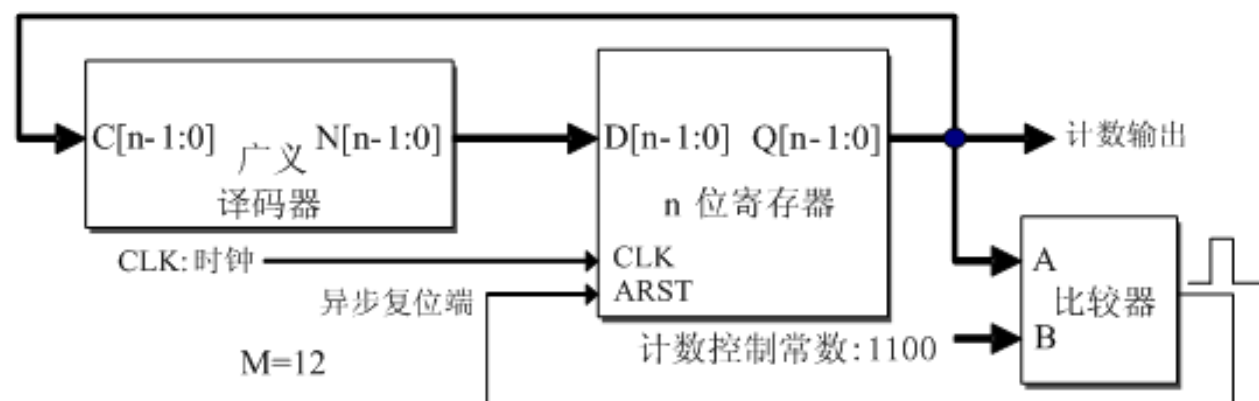 C[n-1:0]
N[n-1:0]
广义
译码器
D[n-1:0]
Q[n-1:0]
n 位寄存器
计数输出
CLK:时钟
CLK
异步复位端
ARST
A
比较器
B
计数控制常数:1100
M=12